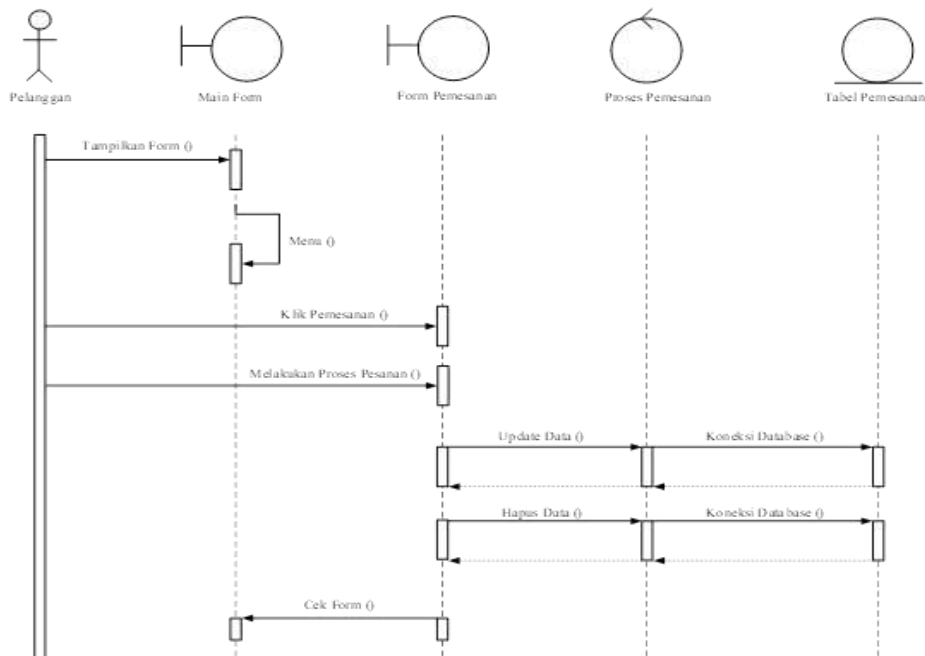 Pelanggan
Main Form
Form Pemesanan
Proses Pemesanan
Tabel Pemesanan
Tampilkan Form ()
Menu ()
Klik Pemesanan ()
Melakukan Proses Pesanan ()
Update Data ()
Koneksi Database ()
Hapus Data ()
Koneksi Database ()
Cek Form ()